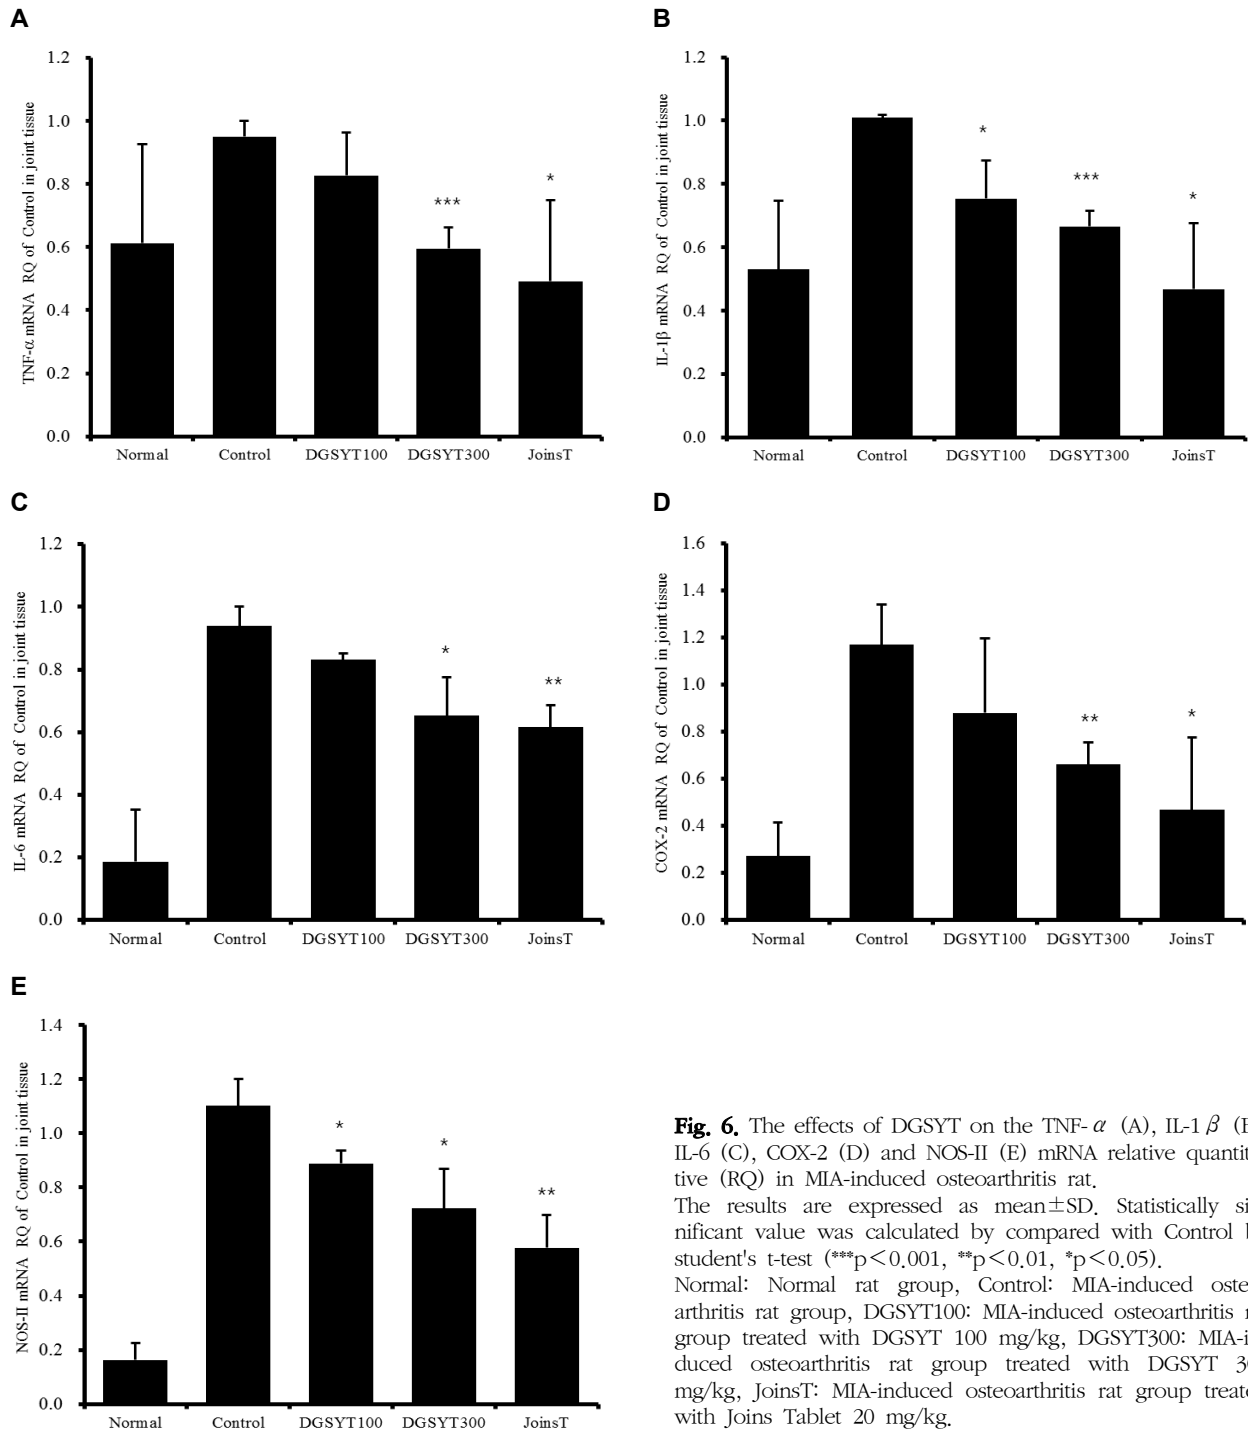 A
TNF-α mRNA RQ of Control in joint tissue
1.2
1.0
0.8
0.6
0.4
0.2
0.0
***
*
Normal Control DGSYT100 DGSYT300 JoinsT
B
IL-1β mRNA RQ of Control in joint tissue
1.2
1.0
0.8
0.6
0.4
0.2
0.0
*
***
*
Normal Control DGSYT100 DGSYT300 JoinsT
C
IL-6 mRNA RQ of Control in joint tissue
1.2
1.0
0.8
0.6
0.4
0.2
0.0
*
**
Normal Control DGSYT100 DGSYT300 JoinsT
D
COX-2 mRNA RQ of Control in joint tissue
1.6
1.4
1.2
1.0
0.8
0.6
0.4
0.2
0.0
**
*
Normal Control DGSYT100 DGSYT300 JoinsT
E
NOS-II mRNA RQ of Control in joint tissue
1.4
1.2
1.0
0.8
0.6
0.4
0.2
0.0
*
*
**
Normal Control DGSYT100 DGSYT300 JoinsT
Fig. 6. The effects of DGSYT on the TNF-α (A), IL-1β
IL-6 (C), COX-2 (D) and NOS-II (E) mRNA relative quantit
tive (RQ) in MIA-induced osteoarthritis rat.
The results are expressed as mean±SD. Statistically si
nificant value was calculated by compared with Control
student's t-test (***p<0.001, **p<0.01, *p<0.05).
Normal: Normal rat group, Control: MIA-induced oste
arthritis rat group, DGSYT100: MIA-induced osteoarthritis
group treated with DGSYT 100 mg/kg, DGSYT300: MIA-i
duced osteoarthritis rat group treated with DGSYT
mg/kg, JoinsT: MIA-induced osteoarthritis rat group treate
with Joins Tablet 20 mg/kg.